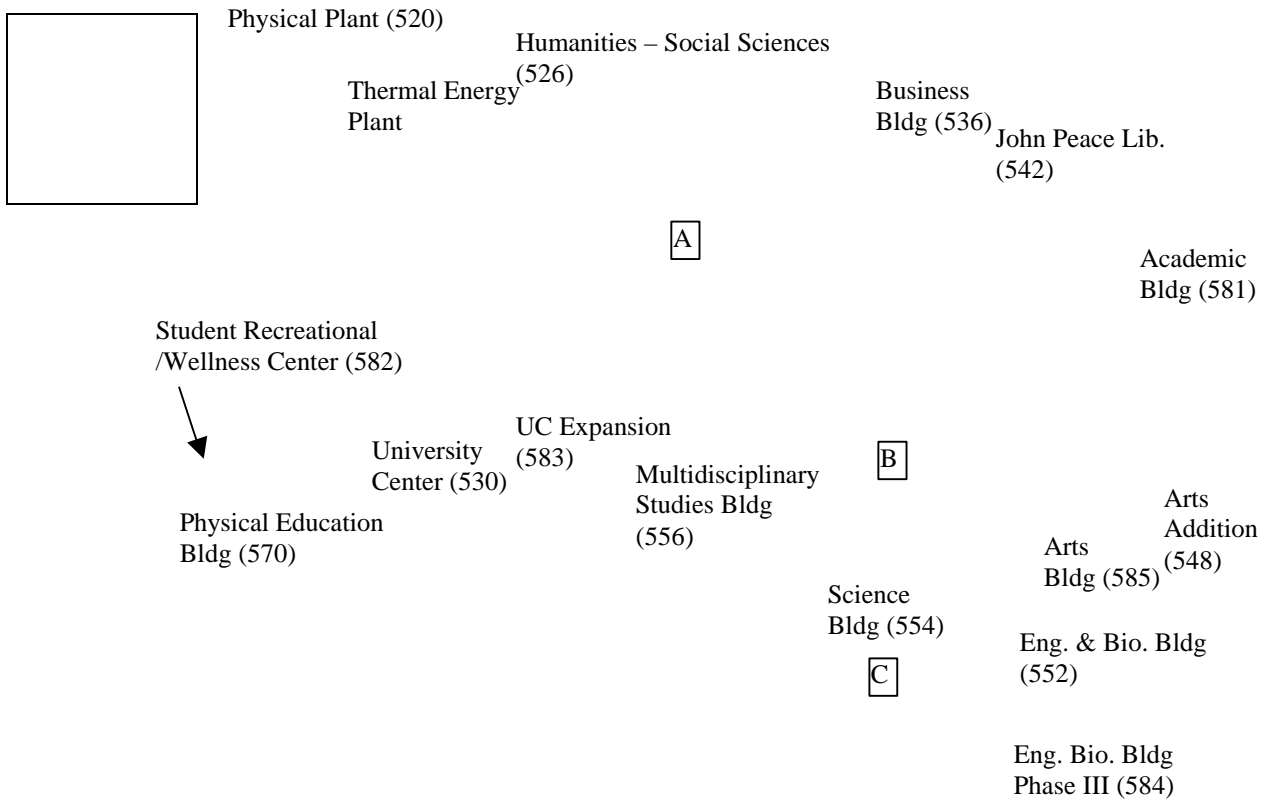 Physical Plant (520)
Humanities – Social Sciences
(526)
Thermal Energy
Plant
Business
Bldg (536)
John Peace Lib.
(542)
A
Academic
Bldg (581)
Student Recreational
/Wellness Center (582)
UC Expansion
(583)
University
Center (530)
B
Multidisciplinary
Studies Bldg
(556)
Physical Education
Bldg (570)
Arts
Addition
(548)
Arts
Bldg (585)
Science
Bldg (554)
Eng. & Bio. Bldg
(552)
C
Eng. Bio. Bldg
Phase III (584)